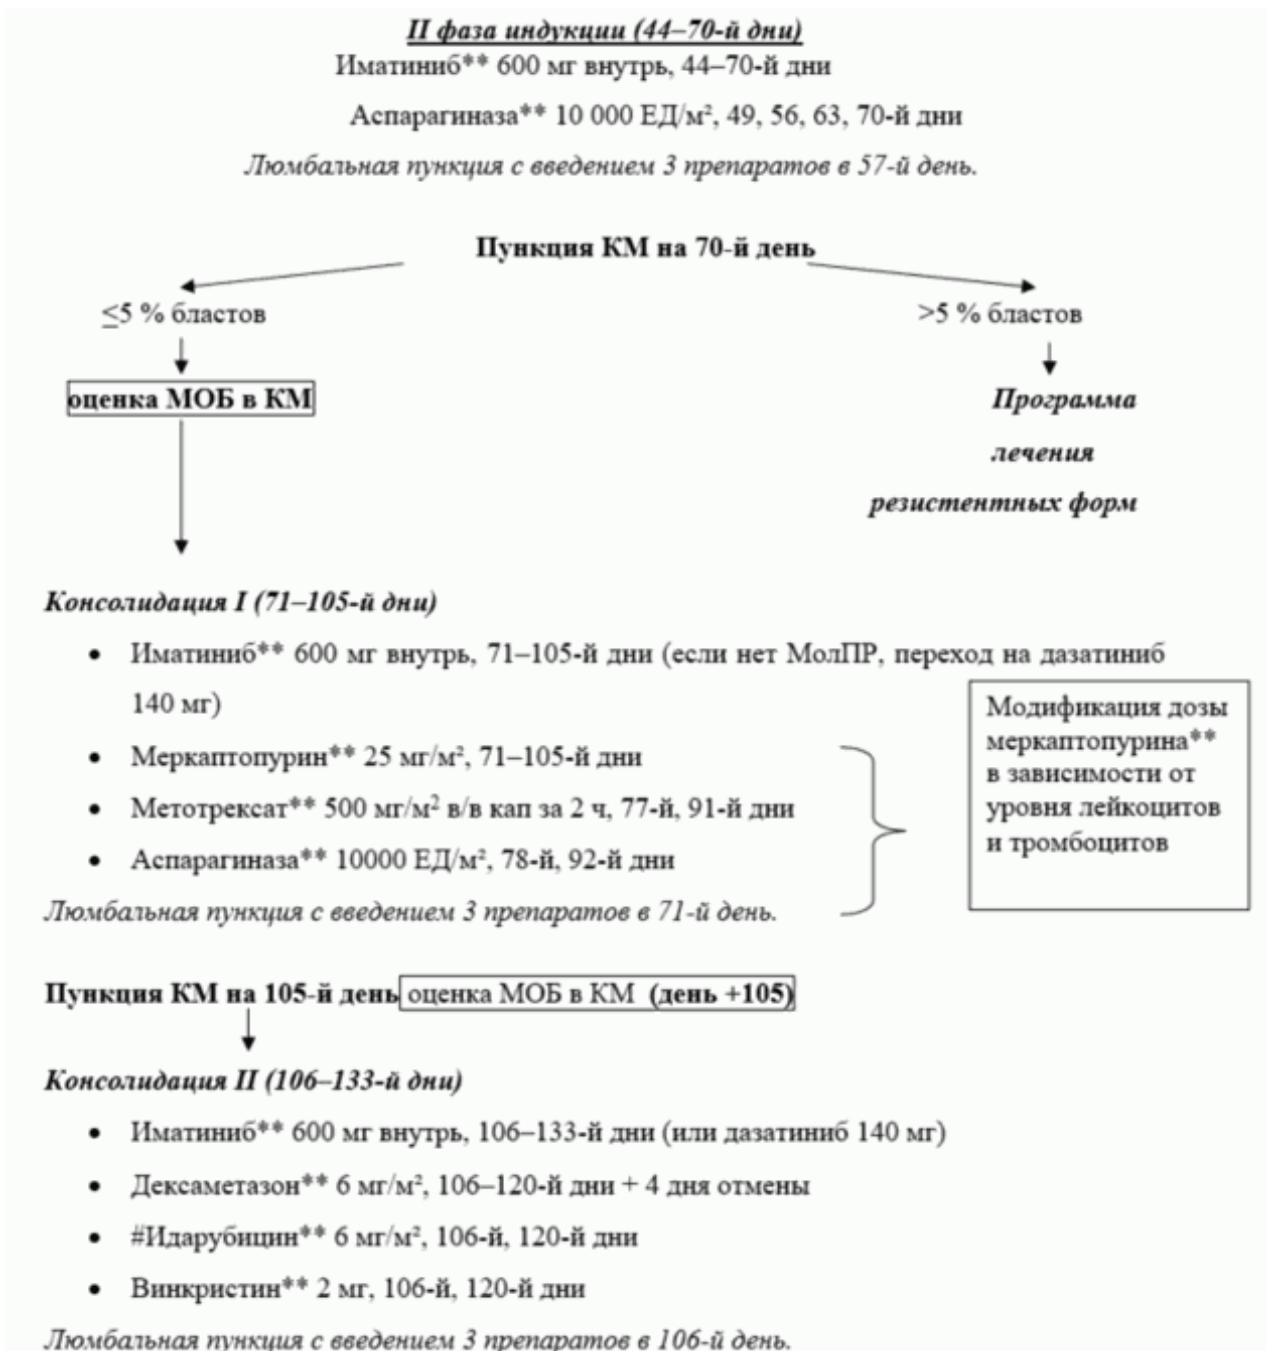 II фаза индукции (44–70-й дни)
Иматиниб** 600 мг внутрь, 44–70-й дни
Аспарагиназа** 10 000 ЕД/м², 49, 56, 63, 70-й дни
Люмбальная пункция с введением 3 препаратов в 57-й день.
Пункция КМ на 70-й день
≤5 % бластов
>5 % бластов
оценка МОБ в КМ
Программа
лечения
резистентных форм
Консолидация I (71–105-й дни)
• Иматиниб** 600 мг внутрь, 71–105-й дни (если нет МолПР, переход на дазатиниб
140 мг)
• Меркаптопурин** 25 мг/м², 71–105-й дни
• Метотрексат** 500 мг/м² в/в кап за 2 ч, 77-й, 91-й дни
• Аспарагиназа** 10000 ЕД/м², 78-й, 92-й дни
Люмбальная пункция с введением 3 препаратов в 71-й день.
Модификация дозы
меркаптопурина**
в зависимости от
уровня лейкоцитов
и тромбоцитов
Пункция КМ на 105-й день оценка МОБ в КМ (день +105)
Консолидация II (106–133-й дни)
• Иматиниб** 600 мг внутрь, 106–133-й дни (или дазатиниб 140 мг)
• Дексаметазон** 6 мг/м², 106–120-й дни + 4 дня отмены
• #Идарубицин** 6 мг/м², 106-й, 120-й дни
• Винкристин** 2 мг, 106-й, 120-й дни
Люмбальная пункция с введением 3 препаратов в 106-й день.